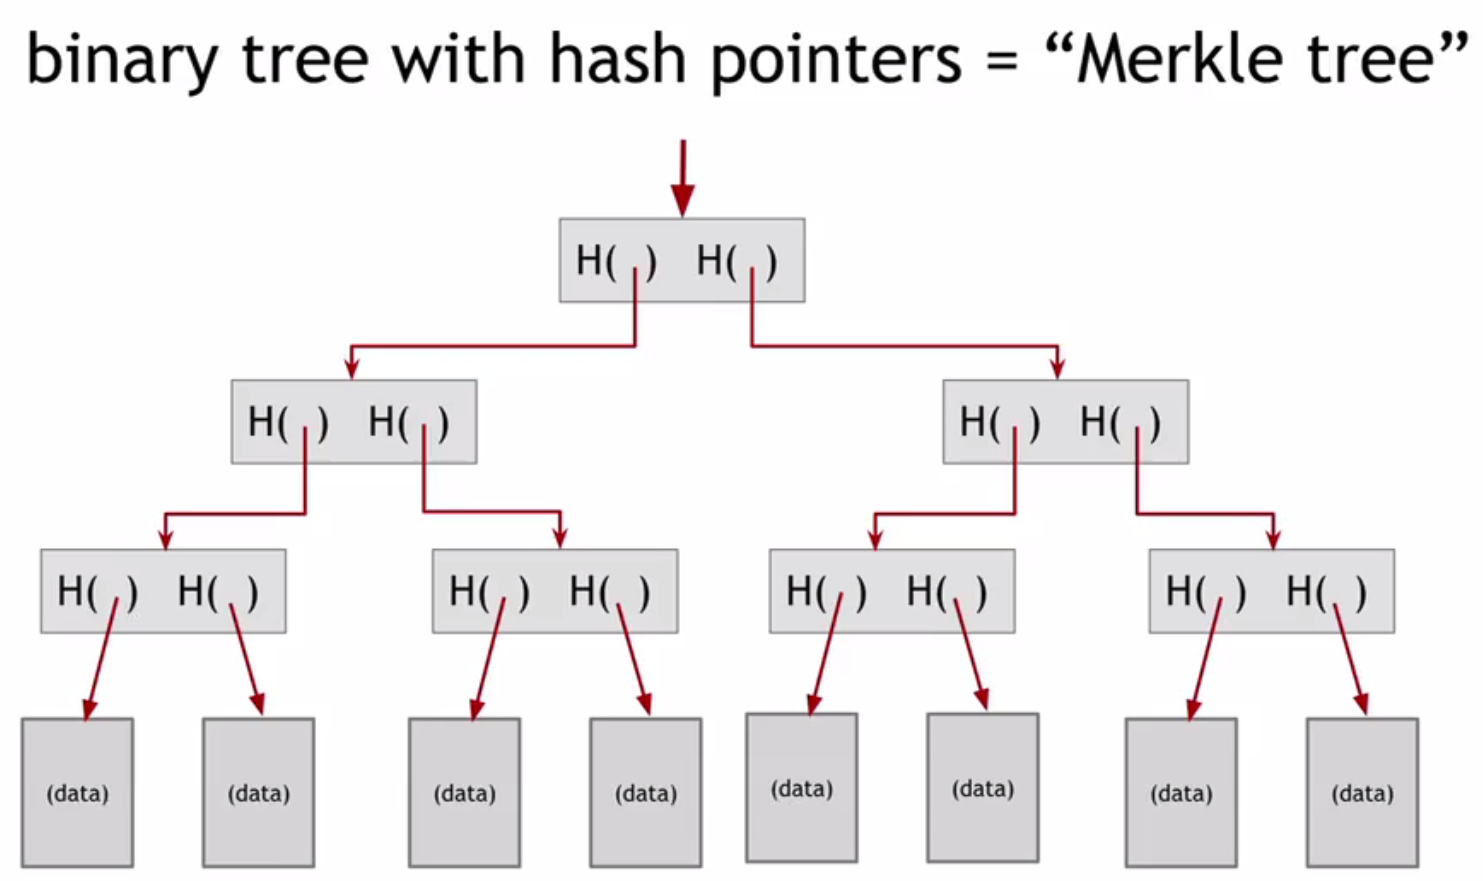 binary tree with hash pointers = “Merkle tree”
H( ) H( )
H( ) H( )
H( ) H( )
H( ) H( )
H( ) H( )
H( ) H( )
H( ) H( )
(data)
(data)
(data)
(data)
(data)
(data)
(data)
(data)